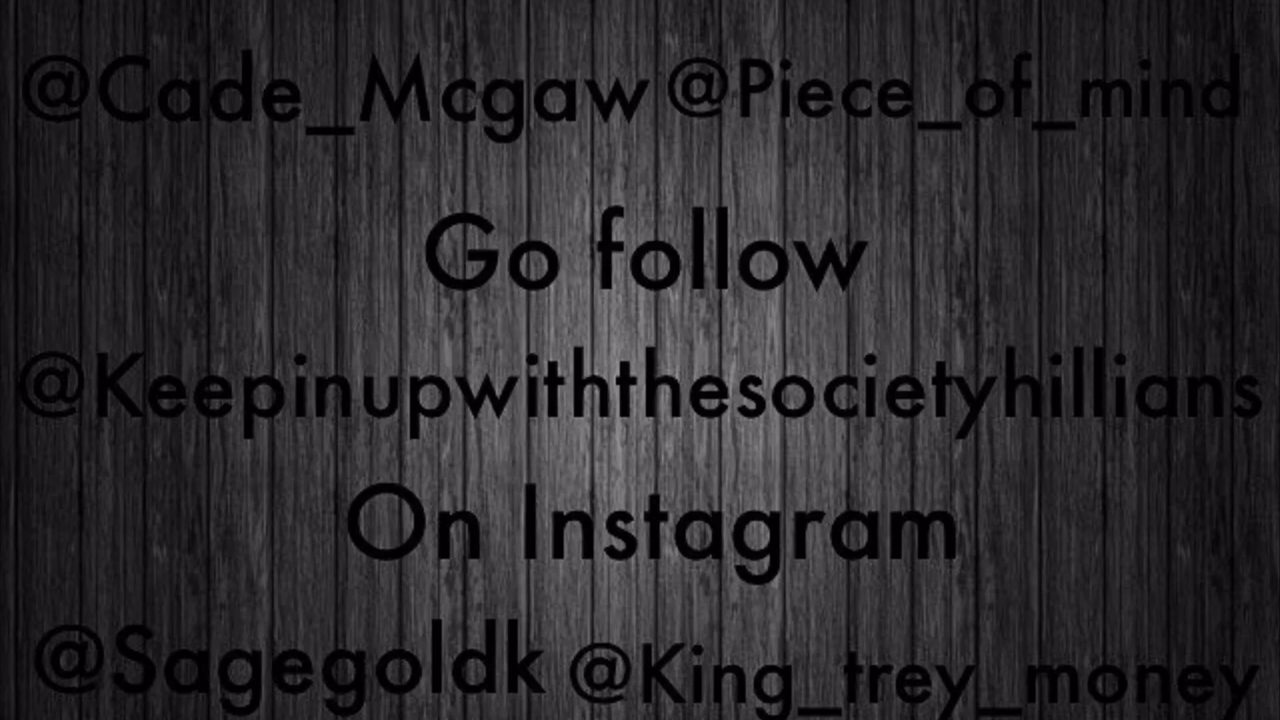 @Cade_Mcgaw @Piece_of_mind
Go follow
@Keepinupwiththesocietyhillians
On Instagram
@Sagegoldk @King_trey_money